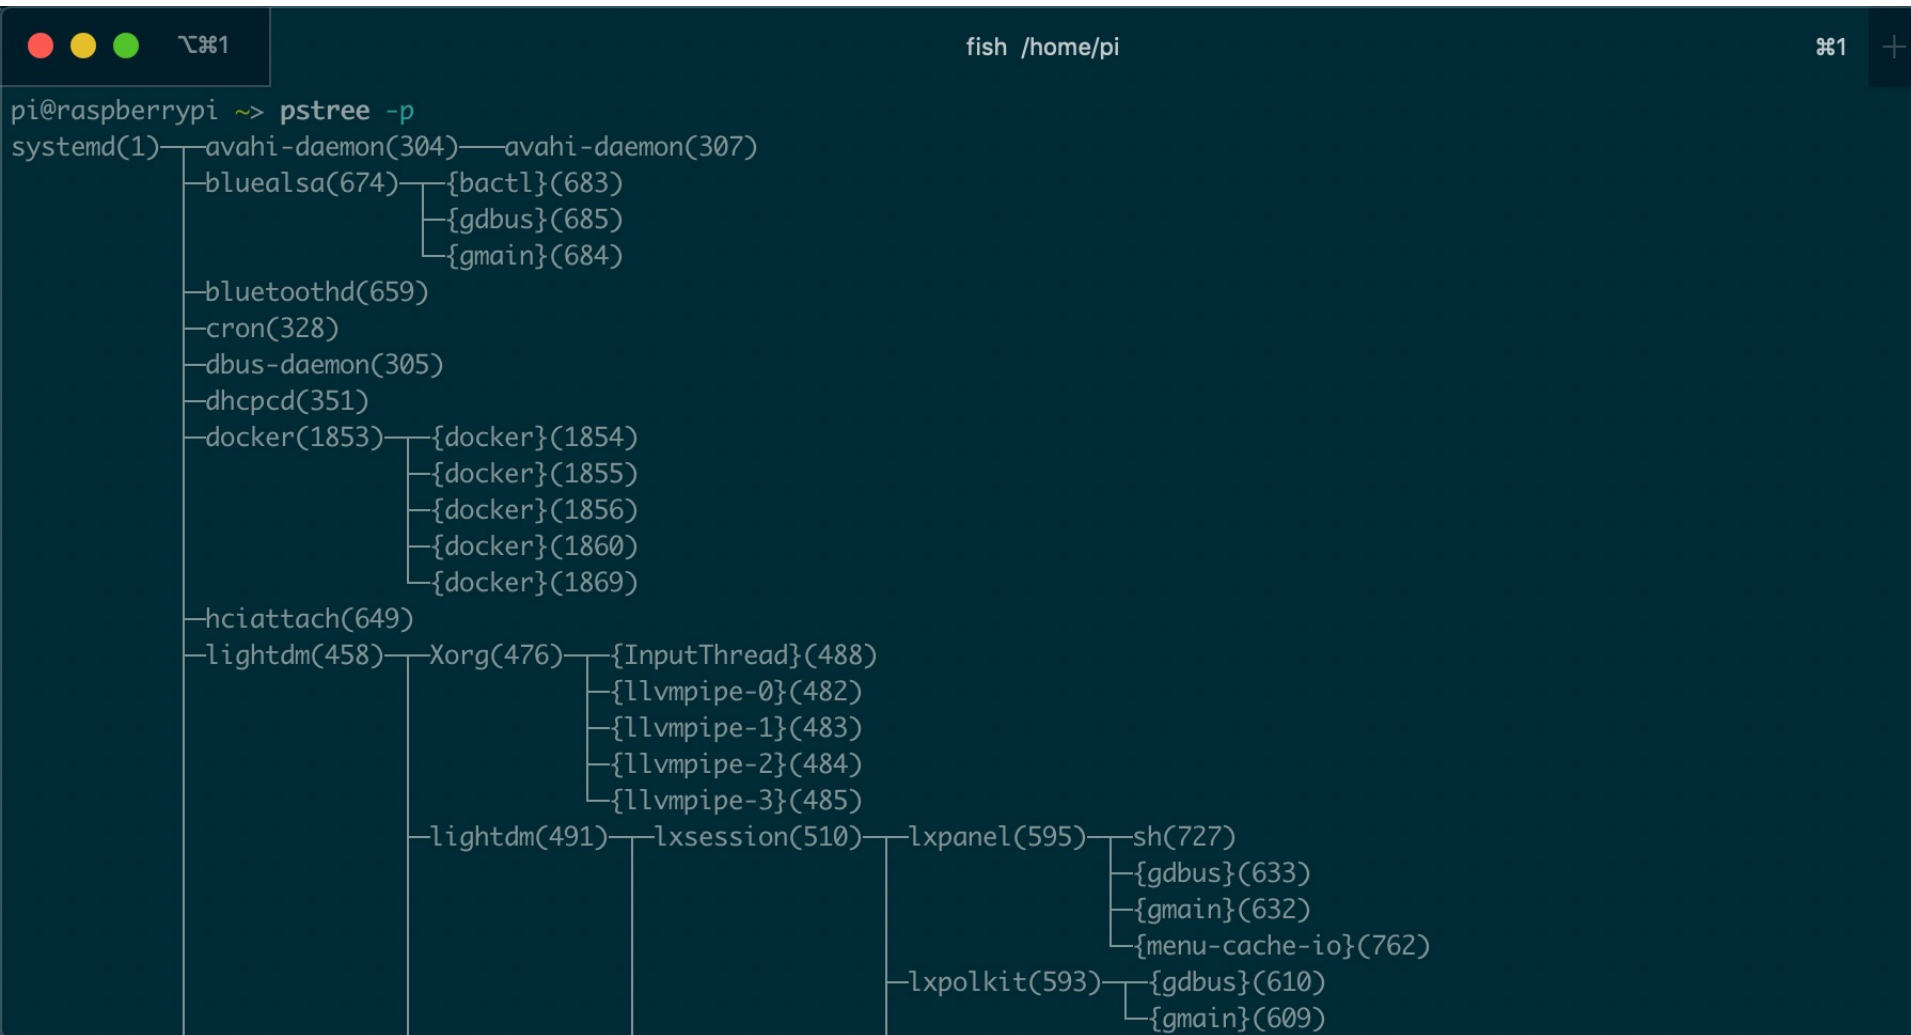 ⌥⌘1 fish /home/pi ⌘1 +
pi@raspberrypi ~> pstree -p
systemd(1)─┬─avahi-daemon(304)───avahi-daemon(307)
           ├─bluealsa(674)─┬─{bactl}(683)
           │               ├─{gdbus}(685)
           │               └─{gmain}(684)
           ├─bluetoothd(659)
           ├─cron(328)
           ├─dbus-daemon(305)
           ├─dhcpcd(351)
           ├─docker(1853)─┬─{docker}(1854)
           │              ├─{docker}(1855)
           │              ├─{docker}(1856)
           │              ├─{docker}(1860)
           │              └─{docker}(1869)
           ├─hciattach(649)
           ├─lightdm(458)─┬─Xorg(476)─┬─{InputThread}(488)
           │              │           ├─{llvmpipe-0}(482)
           │              │           ├─{llvmpipe-1}(483)
           │              │           ├─{llvmpipe-2}(484)
           │              │           └─{llvmpipe-3}(485)
           │              ├─lightdm(491)─┬─lxsession(510)─┬─lxpanel(595)─┬─sh(727)
           │              │              │                │              ├─{gdbus}(633)
           │              │              │                │              ├─{gmain}(632)
           │              │              │                │              └─{menu-cache-io}(762)
           │              │              │                ├─lxpolkit(593)─┬─{gdbus}(610)
           │              │              │                │               └─{gmain}(609)